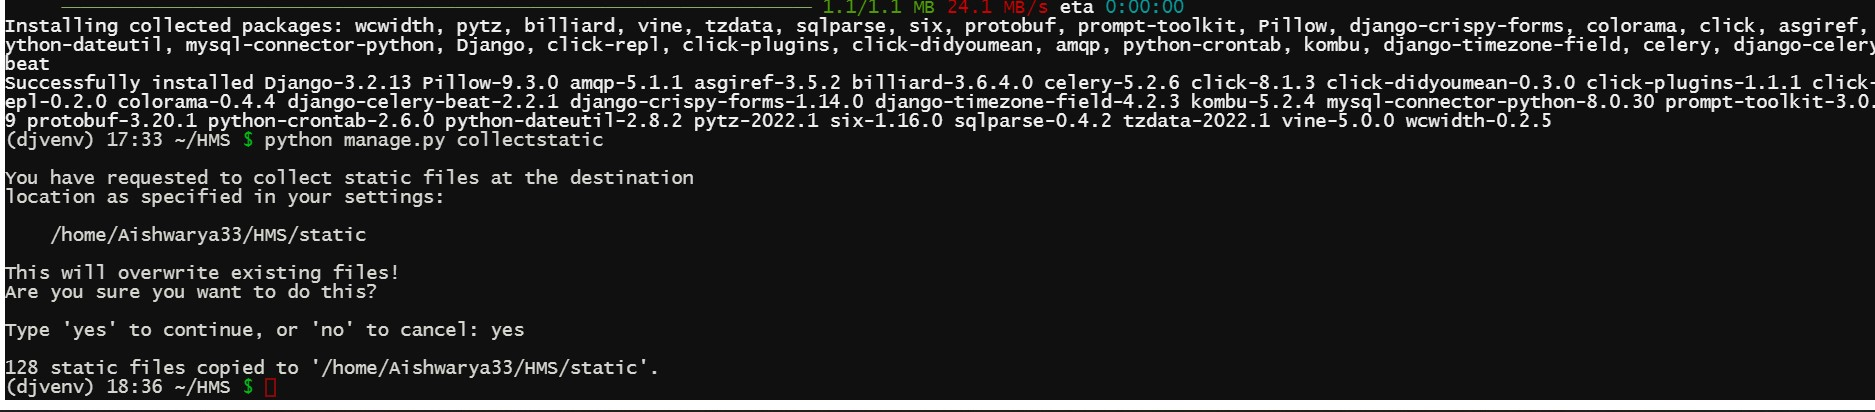 1.1/1.1 MB 24.1 MB/s eta 0:00:00
Installing collected packages: wcwidth, pytz, billiard, vine, tzdata, sqlparse, six, protobuf, prompt-toolkit, Pillow, django-crispy-forms, colorama, click, asgiref,
ython-dateutil, mysql-connector-python, Django, click-repl, click-plugins, click-didyoumean, amqp, python-crontab, kombu, django-timezone-field, celery, django-celery
beat
Successfully installed Django-3.2.13 Pillow-9.3.0 amqp-5.1.1 asgiref-3.5.2 billiard-3.6.4.0 celery-5.2.6 click-8.1.3 click-didyoumean-0.3.0 click-plugins-1.1.1 click-
epl-0.2.0 colorama-0.4.4 django-celery-beat-2.2.1 django-crispy-forms-1.14.0 django-timezone-field-4.2.3 kombu-5.2.4 mysql-connector-python-8.0.30 prompt-toolkit-3.0.
9 protobuf-3.20.1 python-crontab-2.6.0 python-dateutil-2.8.2 pytz-2022.1 six-1.16.0 sqlparse-0.4.2 tzdata-2022.1 vine-5.0.0 wcwidth-0.2.5
(djvenv) 17:33 ~/HMS $ python manage.py collectstatic
You have requested to collect static files at the destination
location as specified in your settings:
/home/Aishwarya33/HMS/static
This will overwrite existing files!
Are you sure you want to do this?
Type 'yes' to continue, or 'no' to cancel: yes
128 static files copied to '/home/Aishwarya33/HMS/static'.
(djvenv) 18:36 ~/HMS $